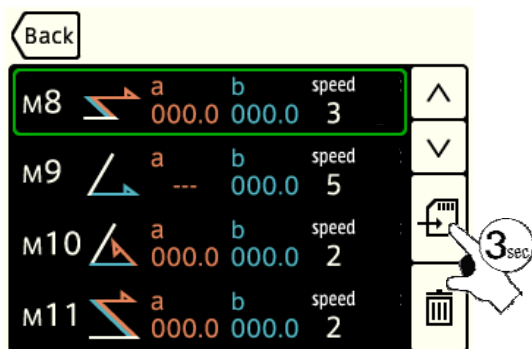 Back
M8 a 000.0 b 000.0 speed 3
M9 a --- b 000.0 speed 5
M10 a 000.0 b 000.0 speed 2
M11 a 000.0 b 000.0 speed 2
3sec.